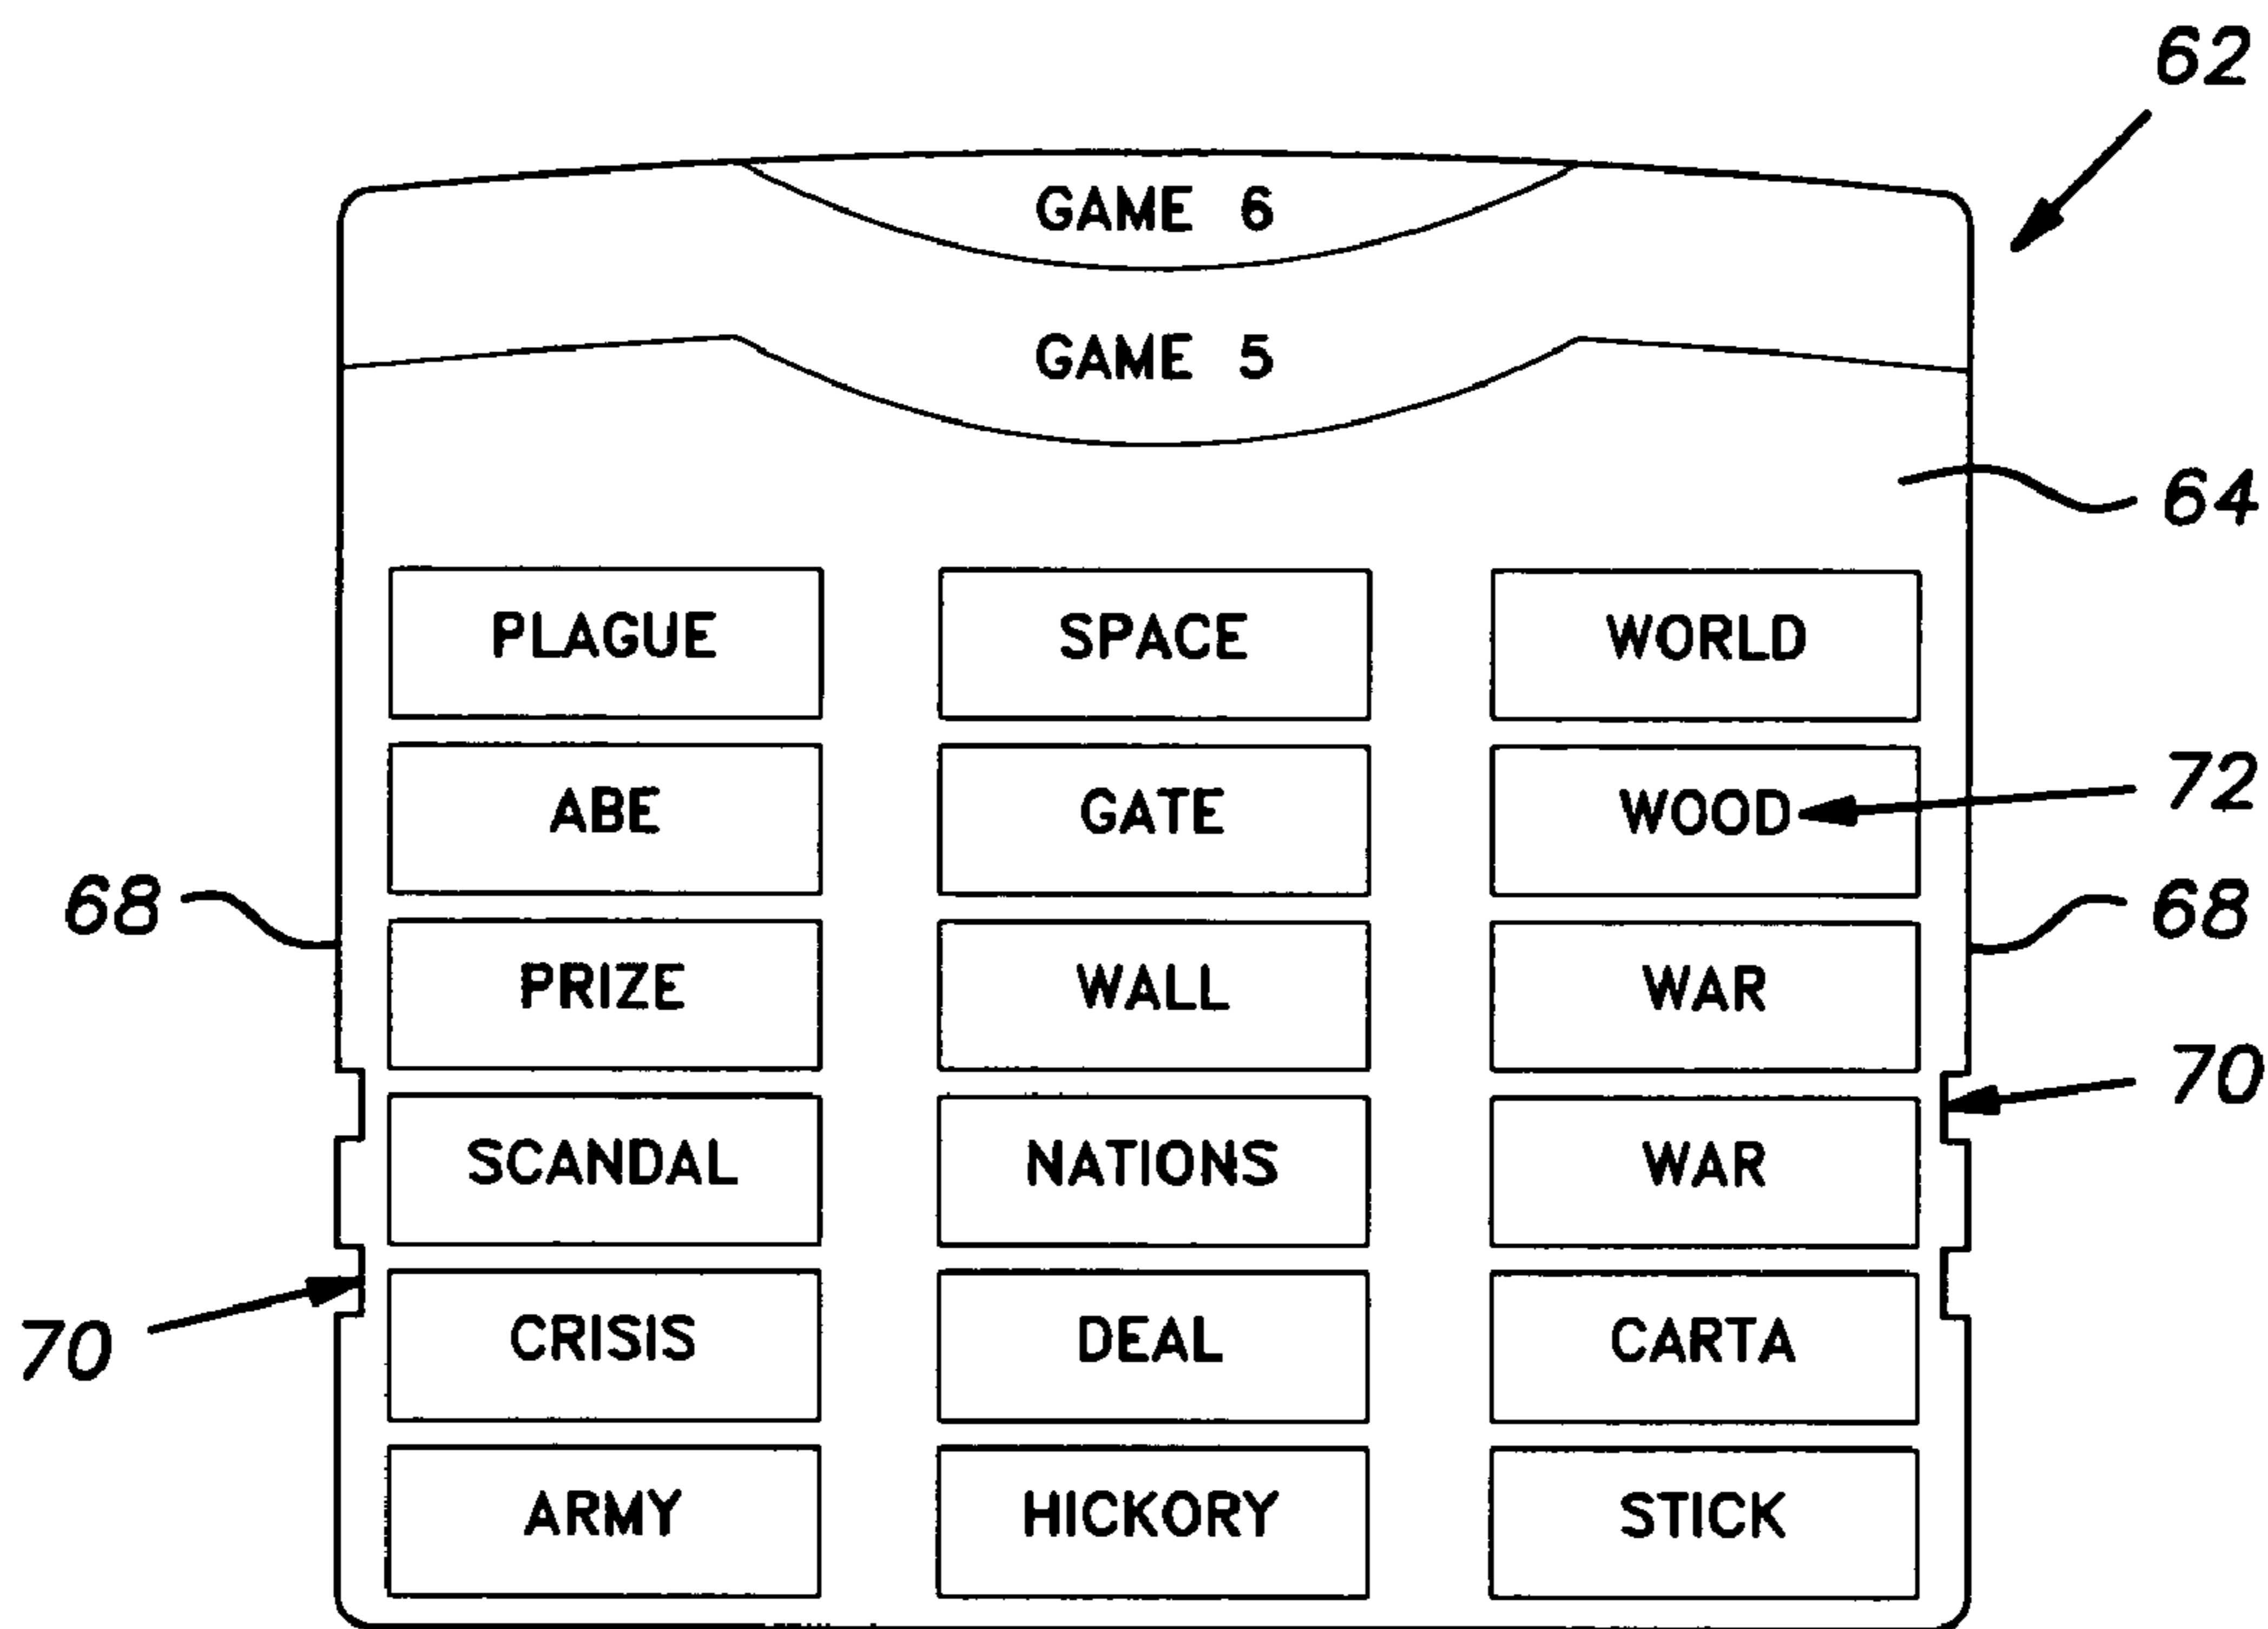 62
GAME 6
GAME 5
64
PLAGUE SPACE WORLD
ABE GATE WOOD 72
68 68
PRIZE WALL WAR
70
SCANDAL NATIONS WAR
70 CRISIS DEAL CARTA
ARMY HICKORY STICK